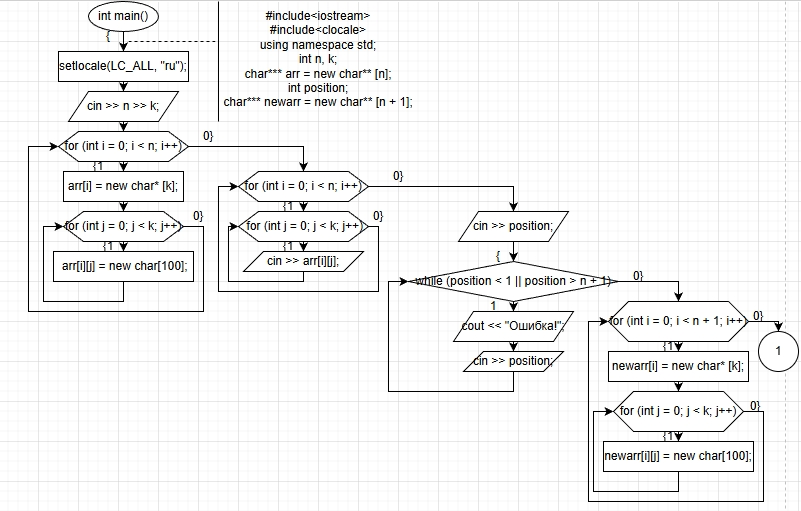 int main()
{
#include<iostream>
#include<clocale>
using namespace std;
int n, k;
char*** arr = new char** [n];
int position;
char*** newarr = new char** [n + 1];
setlocale(LC_ALL, "ru");
cin >> n >> k;
for (int i = 0; i < n; i++)
0}
{1
arr[i] = new char* [k];
for (int j = 0; j < k; j++)
0}
{1
arr[i][j] = new char[100];
for (int i = 0; i < n; i++)
0}
{1
for (int j = 0; j < k; j++)
0}
{1
cin >> arr[i][j];
cin >> position;
{
while (position < 1 || position > n + 1)
0}
1
cout << "Ошибка!";
cin >> position;
for (int i = 0; i < n + 1; i++)
0}
1
{1
newarr[i] = new char* [k];
for (int j = 0; j < k; j++)
0}
{1
newarr[i][j] = new char[100];